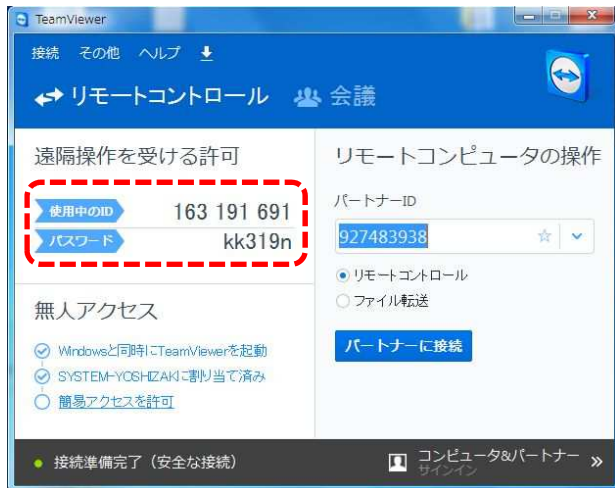 TeamViewer
接続 その他 ヘルプ
リモートコントロール 会議
遠隔操作を受ける許可
使用中のID 163 191 691
パスワード kk319n
無人アクセス
Windowsと同時にTeamViewerを起動
SYSTEM-YOSHIZAKIに割り当て済み
簡易アクセスを許可
リモートコンピュータの操作
パートナーID
927483938
リモートコントロール
ファイル転送
パートナーに接続
接続準備完了（安全な接続）
コンピュータ&パートナー
サインイン